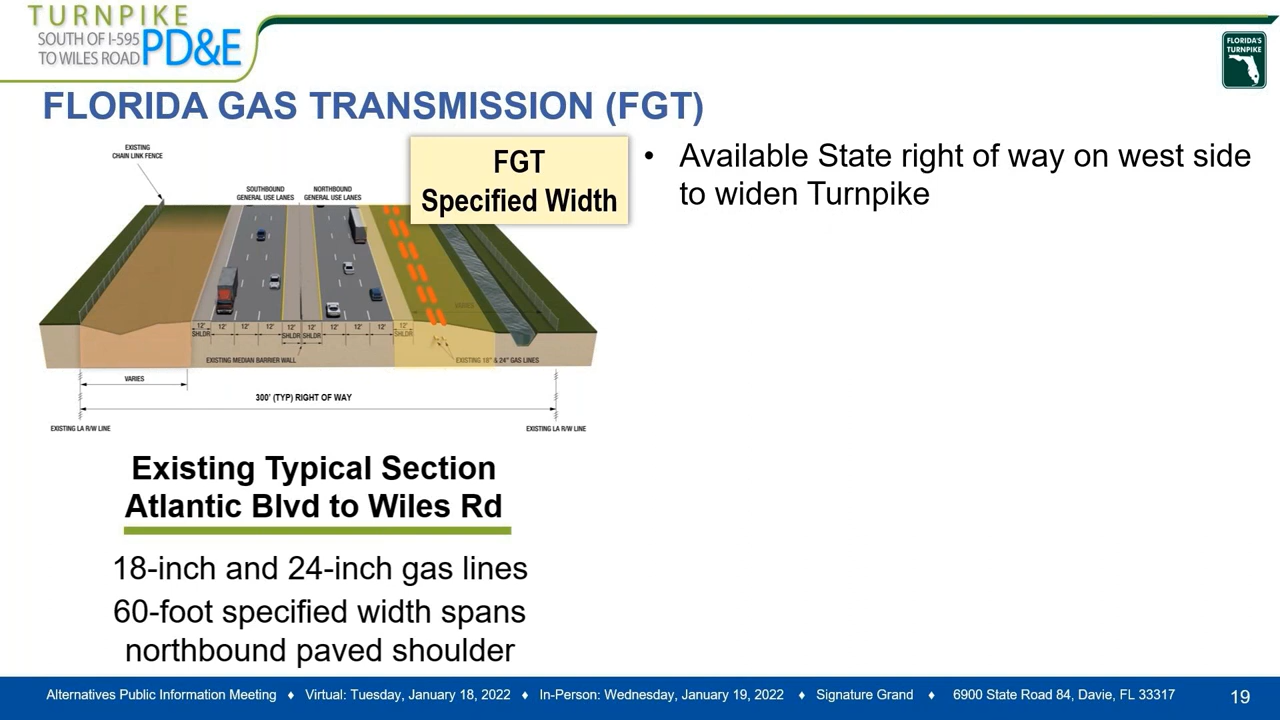 TURNPIKE
SOUTH OF I-595
TO WILES ROAD
PD&E
FLORIDA'S
TURNPIKE
FLORIDA GAS TRANSMISSION (FGT)
EXISTING
CHAIN LINK FENCE
SOUTHBOUND
GENERAL USE LANES
NORTHBOUND
GENERAL USE LANES
FGT
Specified Width
VARIES
12'
SHLDR
12'
12'
12'
12'
SHLDR
12'
SHLDR
12'
12'
12'
12'
SHLDR
EXISTING MEDIAN BARRIER WALL
EXISTING 18" & 24" GAS LINES
VARIES
300' (TYP) RIGHT OF WAY
EXISTING LA R/W LINE
EXISTING LA R/W LINE
Existing Typical Section
Atlantic Blvd to Wiles Rd
18-inch and 24-inch gas lines
60-foot specified width spans
northbound paved shoulder
• Available State right of way on west side
to widen Turnpike
Alternatives Public Information Meeting ♦ Virtual: Tuesday, January 18, 2022 ♦ In-Person: Wednesday, January 19, 2022 ♦ Signature Grand ♦ 6900 State Road 84, Davie, FL 33317
19